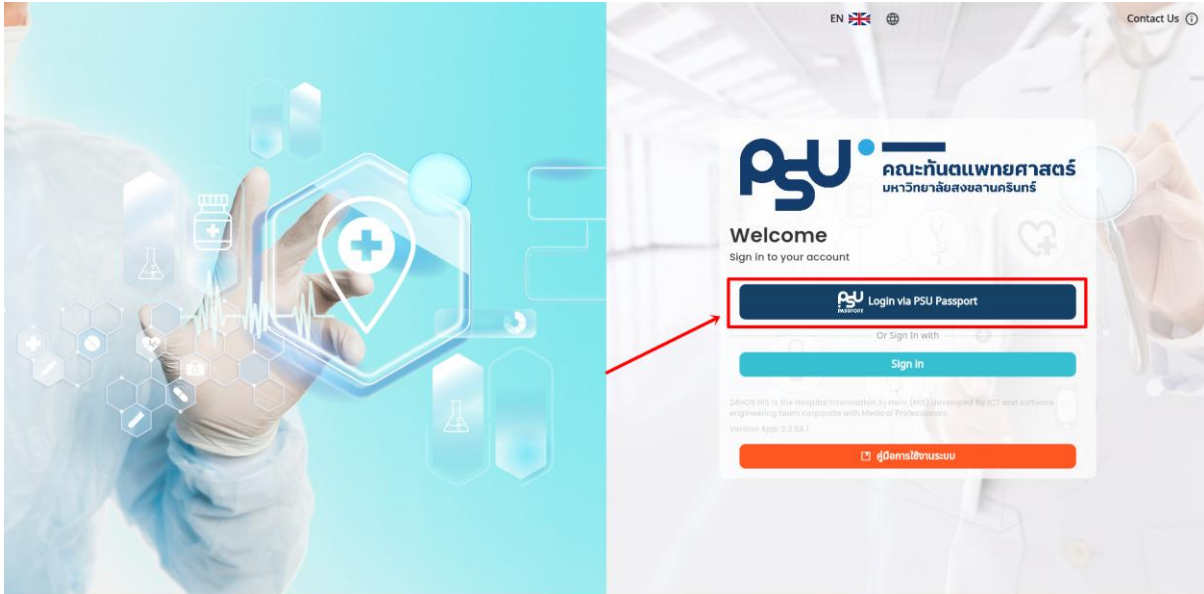 EN
Contact Us
PSU
คณะทันตแพทยศาสตร์
มหาวิทยาลัยสงขลานครินทร์
Welcome
Sign in to your account
PSU PASSPORT Login via PSU Passport
Or Sign In with
Sign In
24HOS HIS is the Hospital Information System (HIS) developed by ICT and software
engineering team corporate with Medical Professionals
Version App: 2.2.58.1
คู่มือการใช้งานระบบ